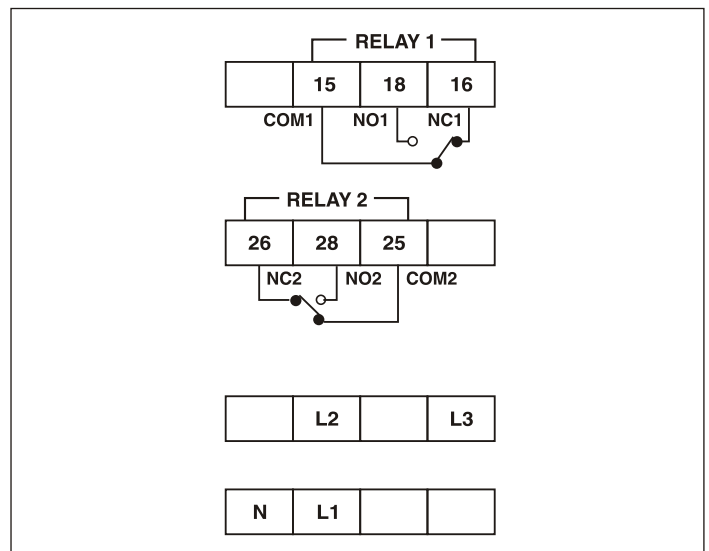 RELAY 1
15 18 16
COM1 NO1 NC1
RELAY 2
26 28 25
NC2 NO2 COM2
L2 L3
N L1